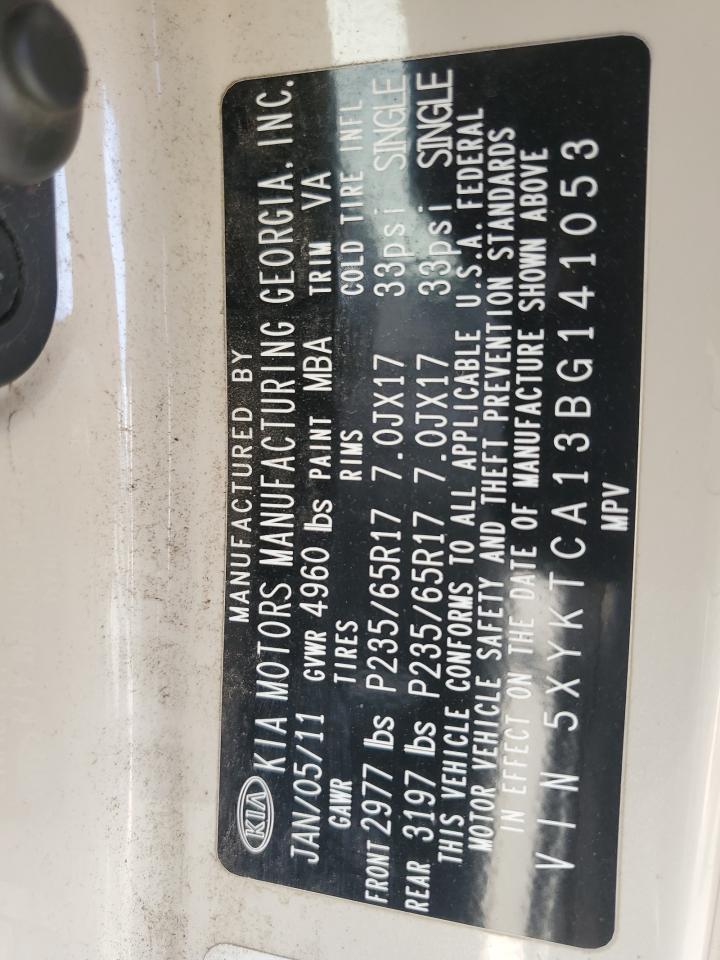 MANUFACTURED BY
KIA KIA MOTORS MANUFACTURING GEORGIA. INC.
JAN/05/11 GVWR 4960 lbs PAINT MBA TRIM VA
GAWR TIRES RIMS COLD TIRE INFL
FRONT 2977 lbs P235/65R17 7.0JX17 33psi SINGLE
REAR 3197 lbs P235/65R17 7.0JX17 33psi SINGLE
THIS VEHICLE CONFORMS TO ALL APPLICABLE U.S.A. FEDERAL
MOTOR VEHICLE SAFETY AND THEFT PREVENTION STANDARDS
IN EFFECT ON THE DATE OF MANUFACTURE SHOWN ABOVE
VIN 5XYKTCA13BG141053
MPV